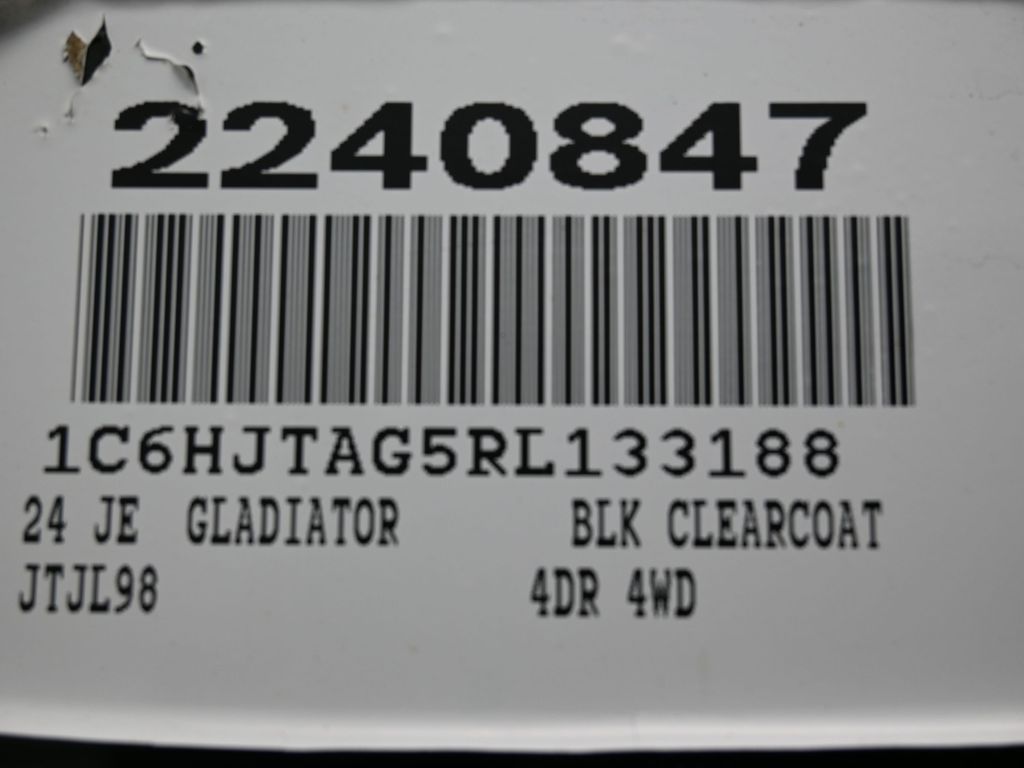 2240847
1C6HJTAG5RL133188
24 JE GLADIATOR BLK CLEARCOAT
JTJL98 4DR 4WD